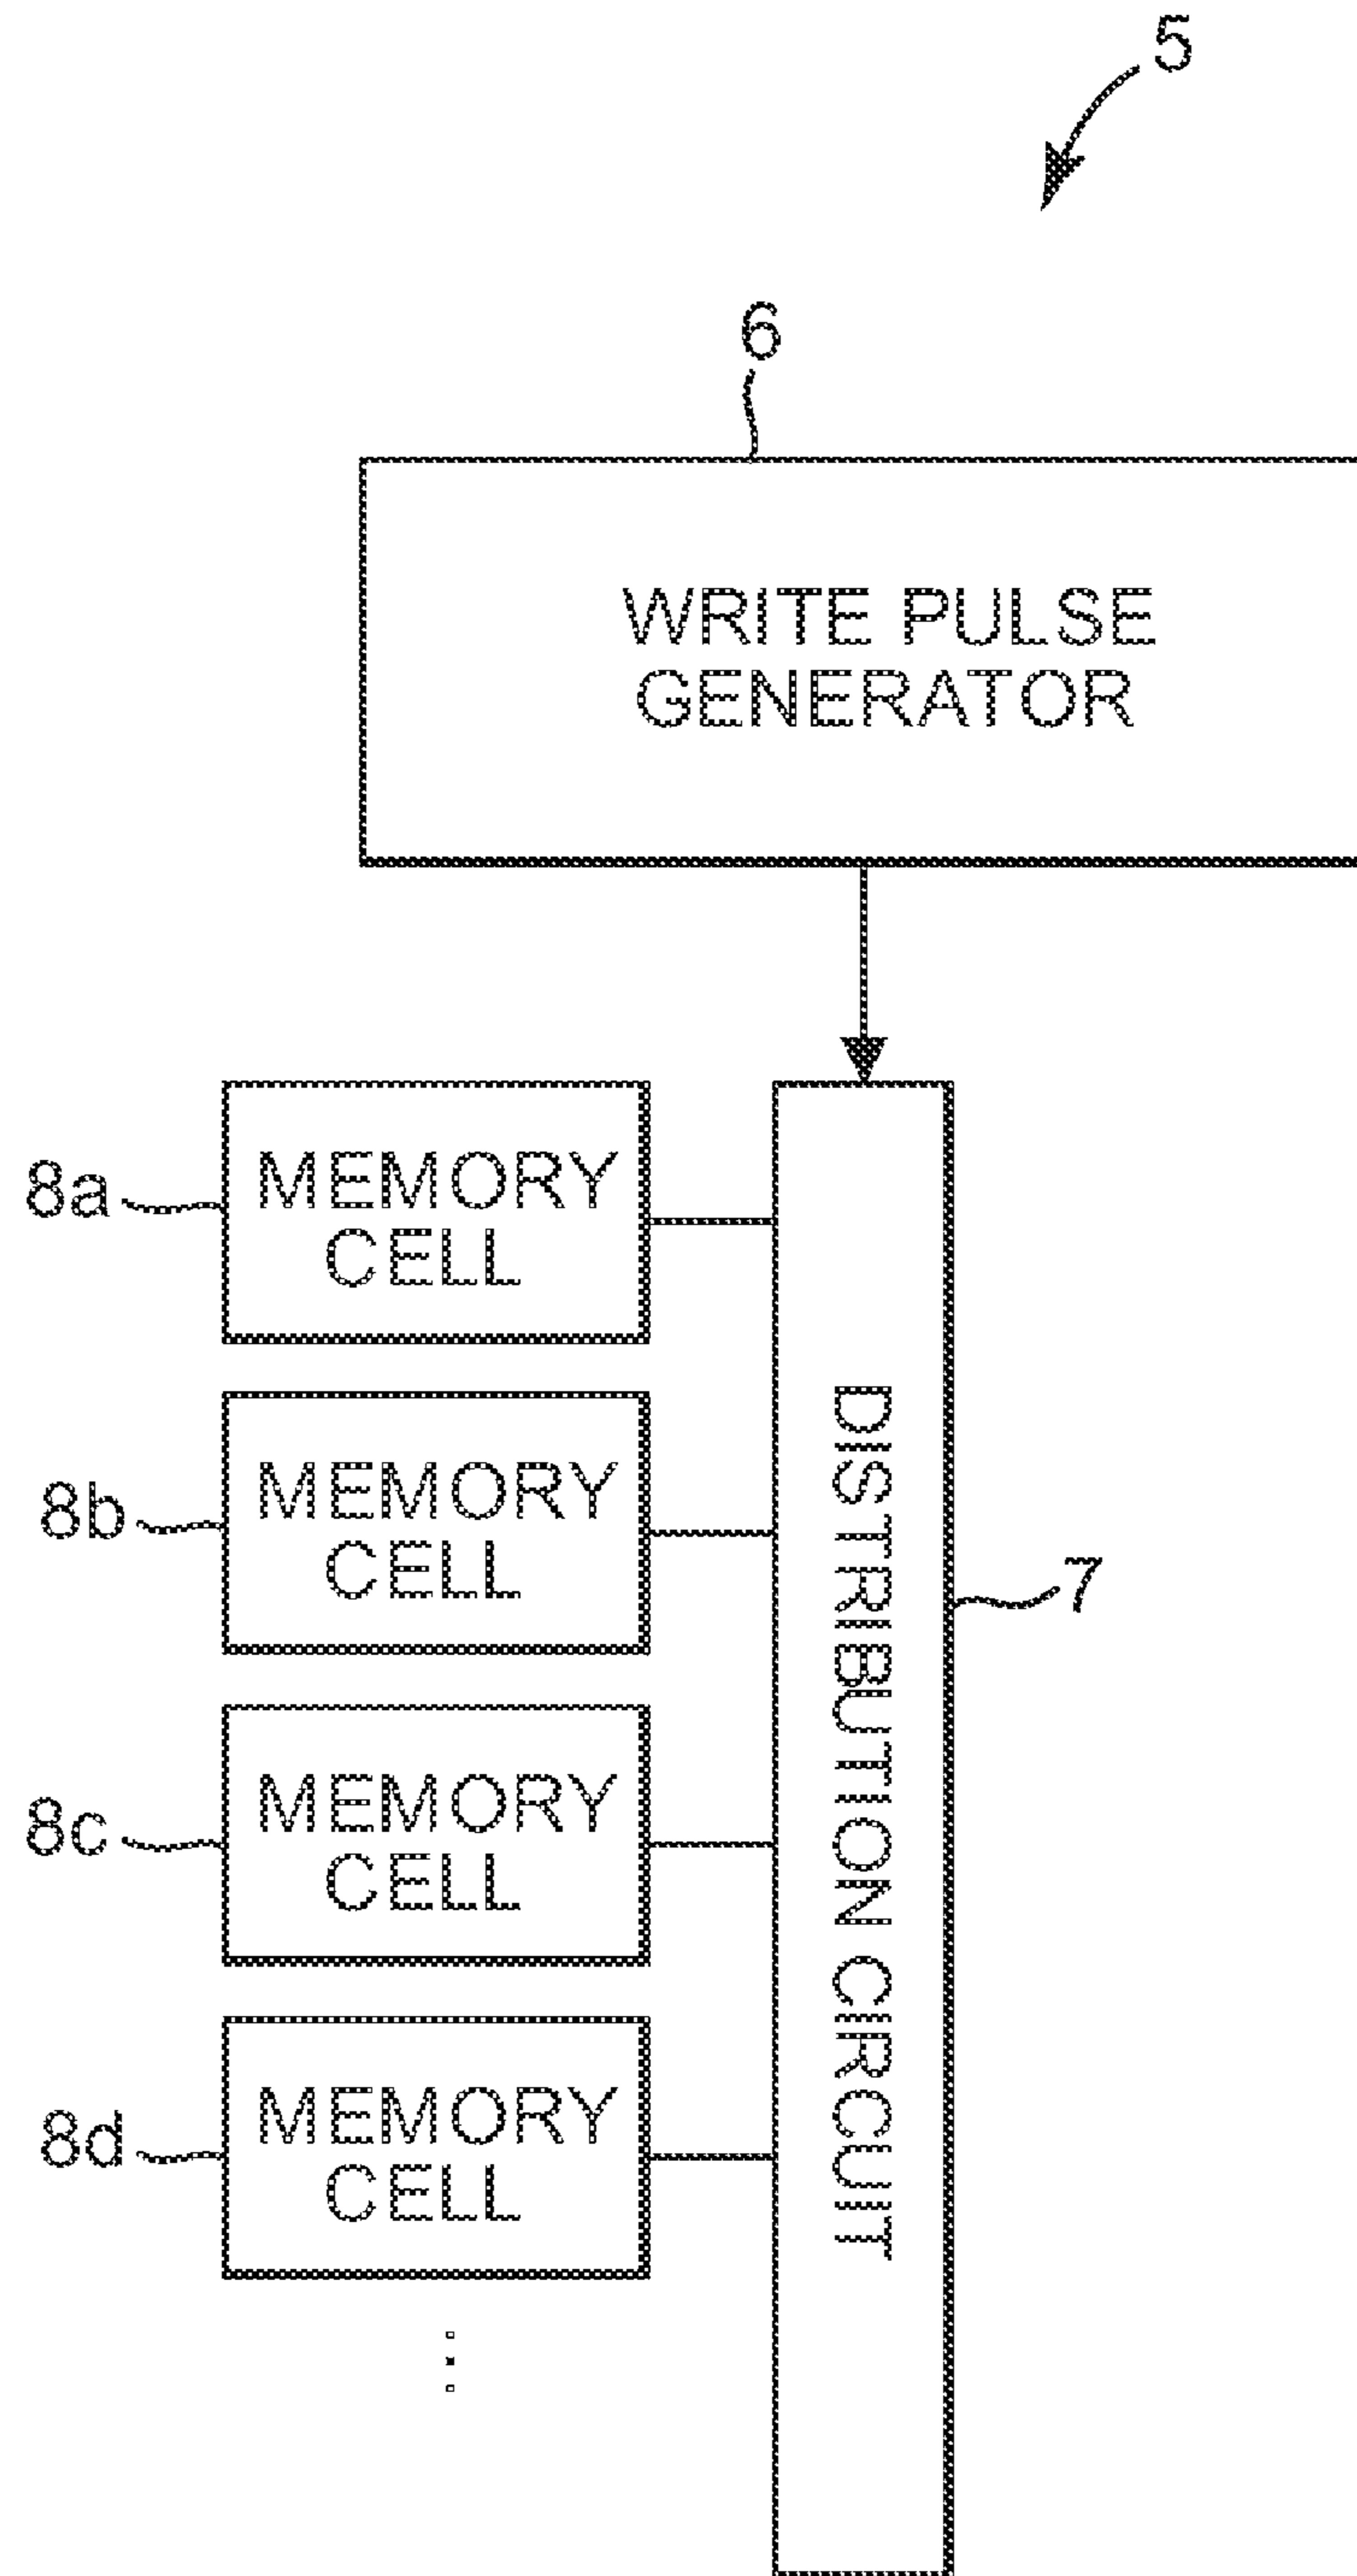 5
6
WRITE PULSE
GENERATOR
8a
MEMORY
CELL
8b
MEMORY
CELL
8c
MEMORY
CELL
8d
MEMORY
CELL
DISTRIBUTION CIRCUIT
7